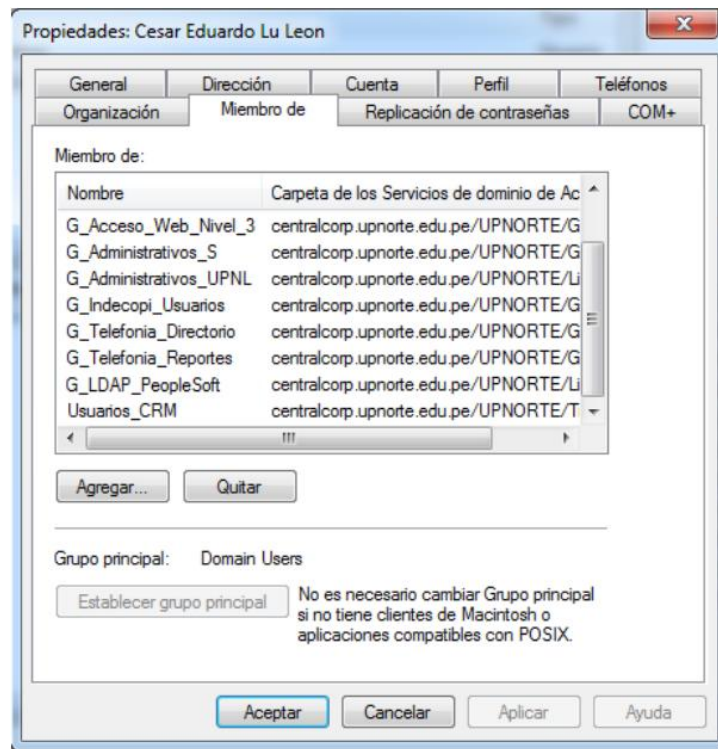 Propiedades: Cesar Eduardo Lu Leon
General Dirección Cuenta Perfil Teléfonos
Organización Miembro de Replicación de contraseñas COM+
Miembro de:
Nombre Carpeta de los Servicios de dominio de Ac
G_Acceso_Web_Nivel_3 centralcorp.upnorte.edu.pe/UPNORTE/G
G_Administrativos_S centralcorp.upnorte.edu.pe/UPNORTE/G
G_Administrativos_UPNL centralcorp.upnorte.edu.pe/UPNORTE/Li
G_Indecopi_Usuarios centralcorp.upnorte.edu.pe/UPNORTE/G
G_Telefonia_Directorio centralcorp.upnorte.edu.pe/UPNORTE/G
G_Telefonia_Reportes centralcorp.upnorte.edu.pe/UPNORTE/G
G_LDAP_PeopleSoft centralcorp.upnorte.edu.pe/UPNORTE/Li
Usuarios_CRM centralcorp.upnorte.edu.pe/UPNORTE/T
Agregar... Quitar
Grupo principal: Domain Users
Establecer grupo principal No es necesario cambiar Grupo principal
si no tiene clientes de Macintosh o
aplicaciones compatibles con POSIX.
Aceptar Cancelar Aplicar Ayuda